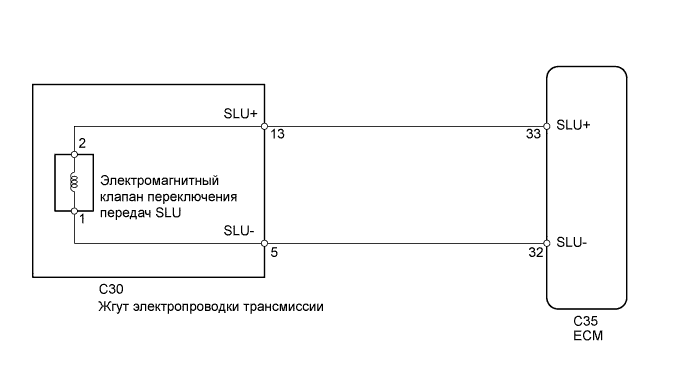 SLU+
13
33
SLU+
2
Электромагнитный
клапан переключения
передач SLU
1
SLU-
5
32
SLU-
C30
Жгут электропроводки трансмиссии
C35
ECM